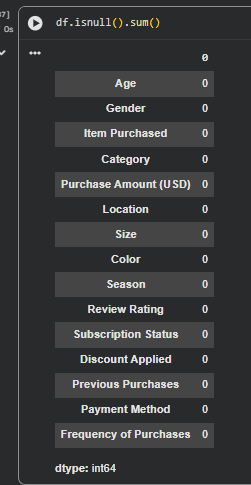 37]
0s
df.isnull().sum()
0
Age 0
Gender 0
Item Purchased 0
Category 0
Purchase Amount (USD) 0
Location 0
Size 0
Color 0
Season 0
Review Rating 0
Subscription Status 0
Discount Applied 0
Previous Purchases 0
Payment Method 0
Frequency of Purchases 0
dtype: int64